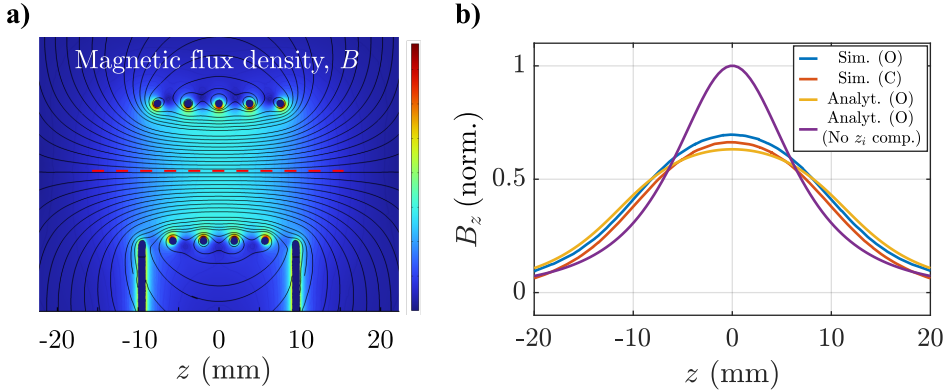 a)
Magnetic flux density, B
-20 -10 0 10 20
z (mm)
b)
1
0.5
0
B_z (norm.)
Sim. (O)
Sim. (C)
Analyt. (O)
Analyt. (O)
(No z_i comp.)
-20 -10 0 10 20
z (mm)